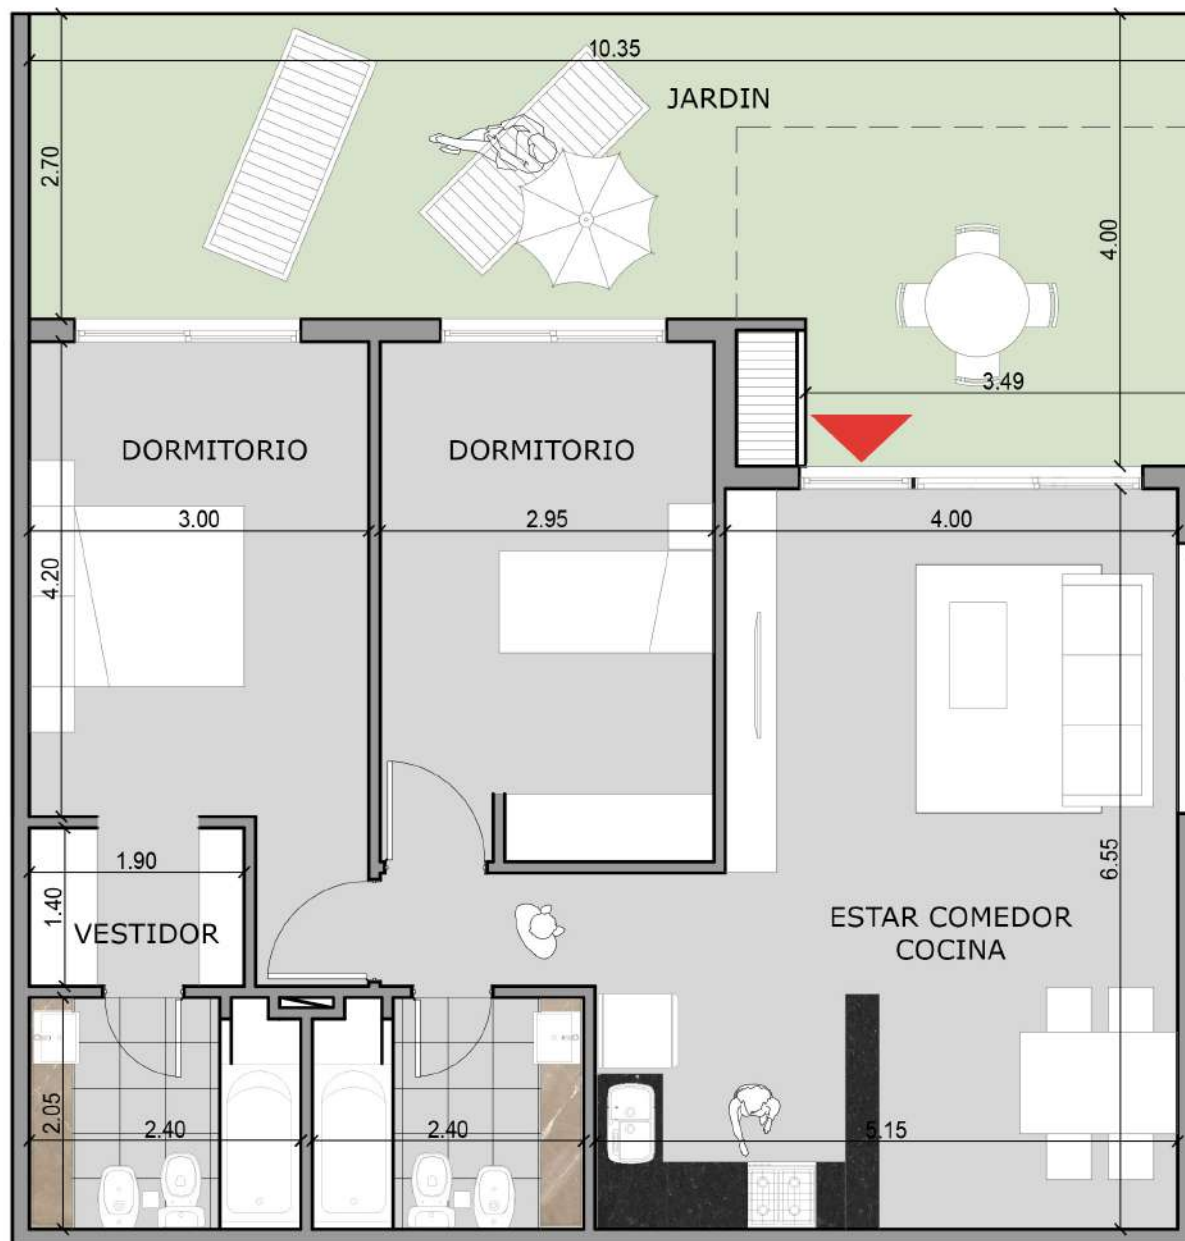 10.35
JARDIN
2.70
4.00
3.49
DORMITORIO
DORMITORIO
3.00
2.95
4.00
4.20
6.55
1.90
1.40
VESTIDOR
ESTAR COMEDOR
COCINA
2.05
2.40
2.40
5.15